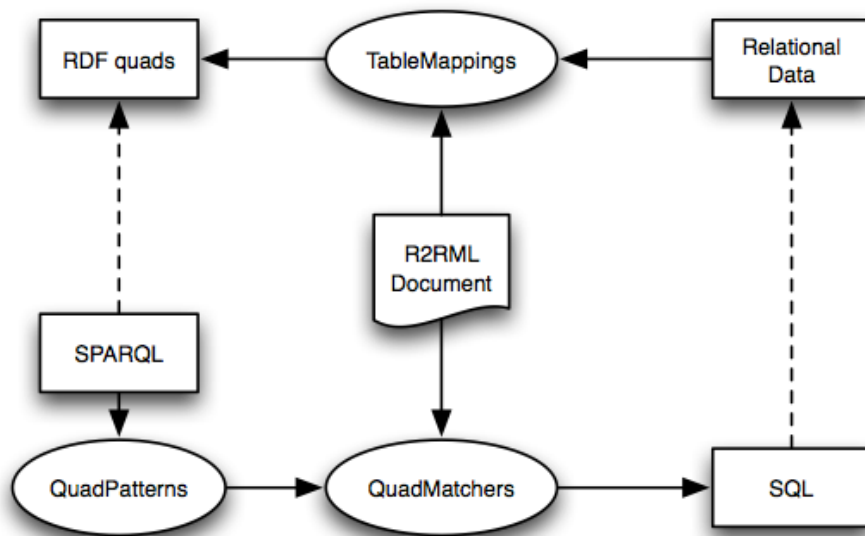 RDF quads
TableMappings
Relational
Data
R2RML
Document
SPARQL
QuadPatterns
QuadMatchers
SQL